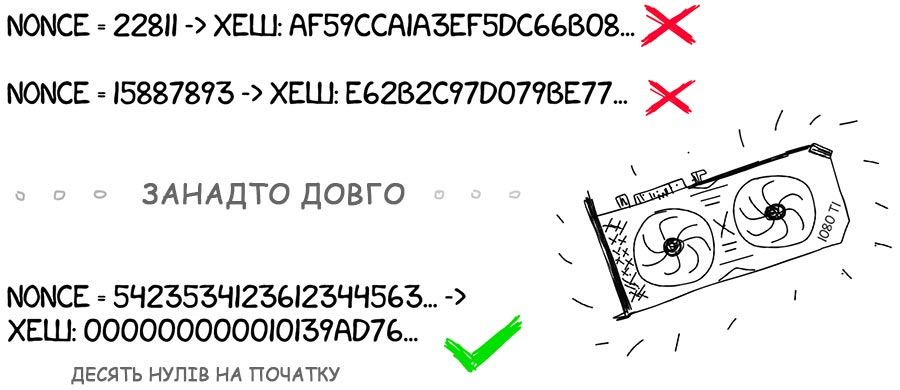 NONCE = 22811 -> ХЕШ: AF59CCA1A3EF5DC66B08...
NONCE = 15887893 -> ХЕШ: E62B2C97D079BE77...
ЗАНАДТО ДОВГО
1080 TI
NONCE = 5423534123612344563... ->
ХЕШ: 000000000010139AD76...
ДЕСЯТЬ НУЛІВ НА ПОЧАТКУ